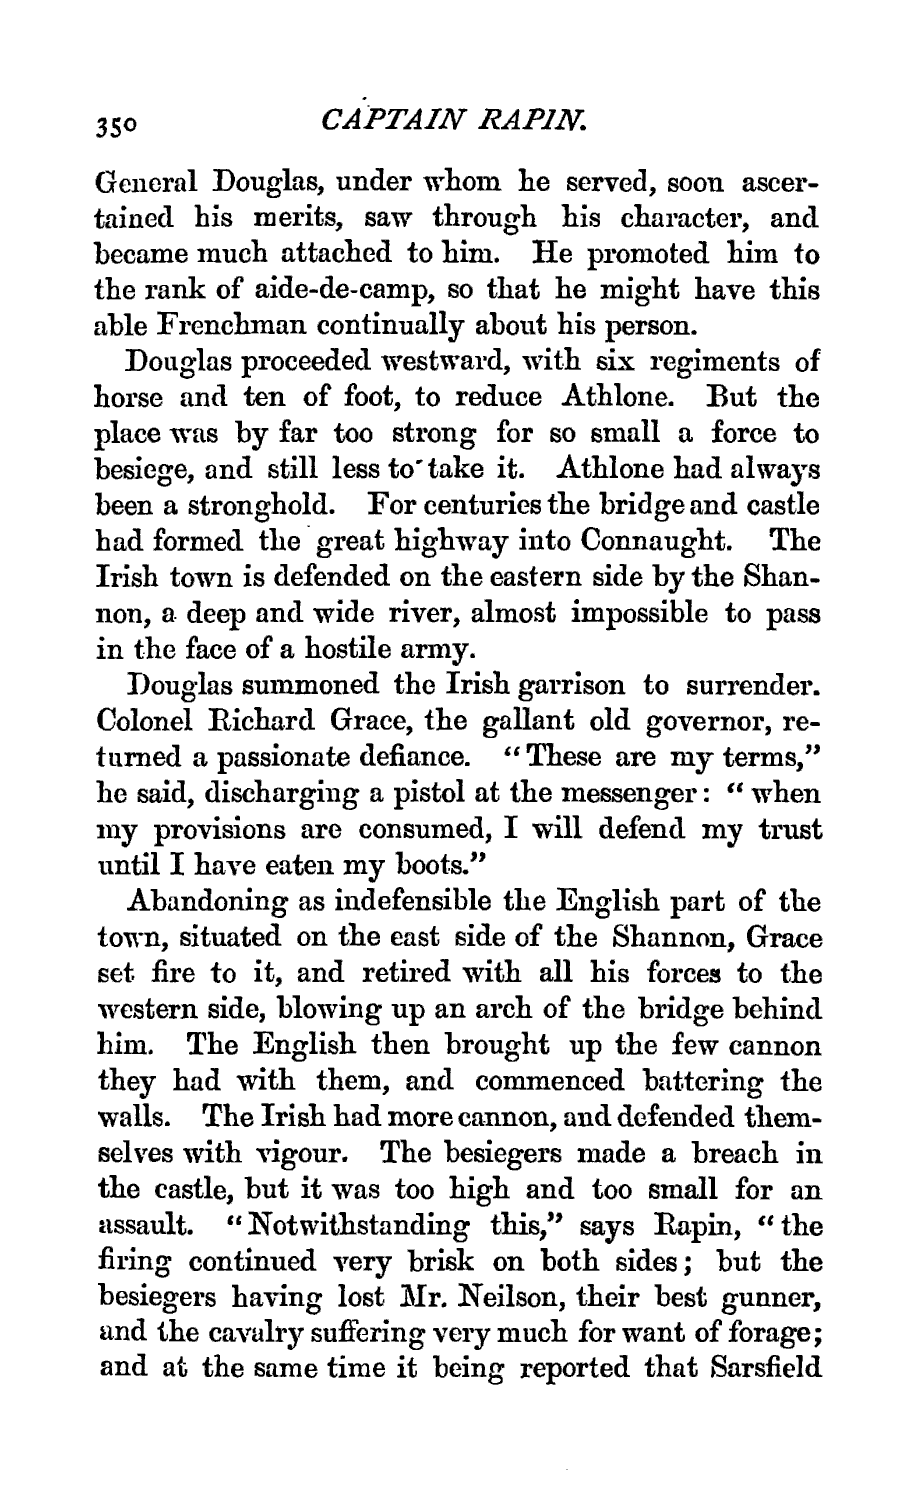 350 CAPTAIN RAPIN.
General Douglas, under whom he served, soon ascer-
tained his merits, saw through his character, and
became much attached to him. He promoted him to
the rank of aide-de-camp, so that he might have this
able Frenchman continually about his person.
Douglas proceeded westward, with six regiments of
horse and ten of foot, to reduce Athlone. But the
place was by far too strong for so small a force to
besiege, and still less to take it. Athlone had always
been a stronghold. For centuries the bridge and castle
had formed the great highway into Connaught. The
Irish town is defended on the eastern side by the Shan-
non, a deep and wide river, almost impossible to pass
in the face of a hostile army.
Douglas summoned the Irish garrison to surrender.
Colonel Richard Grace, the gallant old governor, re-
turned a passionate defiance. “These are my terms,”
he said, discharging a pistol at the messenger: “when
my provisions are consumed, I will defend my trust
until I have eaten my boots.”
Abandoning as indefensible the English part of the
town, situated on the east side of the Shannon, Grace
set fire to it, and retired with all his forces to the
western side, blowing up an arch of the bridge behind
him. The English then brought up the few cannon
they had with them, and commenced battering the
walls. The Irish had more cannon, and defended them-
selves with vigour. The besiegers made a breach in
the castle, but it was too high and too small for an
assault. “Notwithstanding this,” says Rapin, “the
firing continued very brisk on both sides; but the
besiegers having lost Mr. Neilson, their best gunner,
and the cavalry suffering very much for want of forage;
and at the same time it being reported that Sarsfield